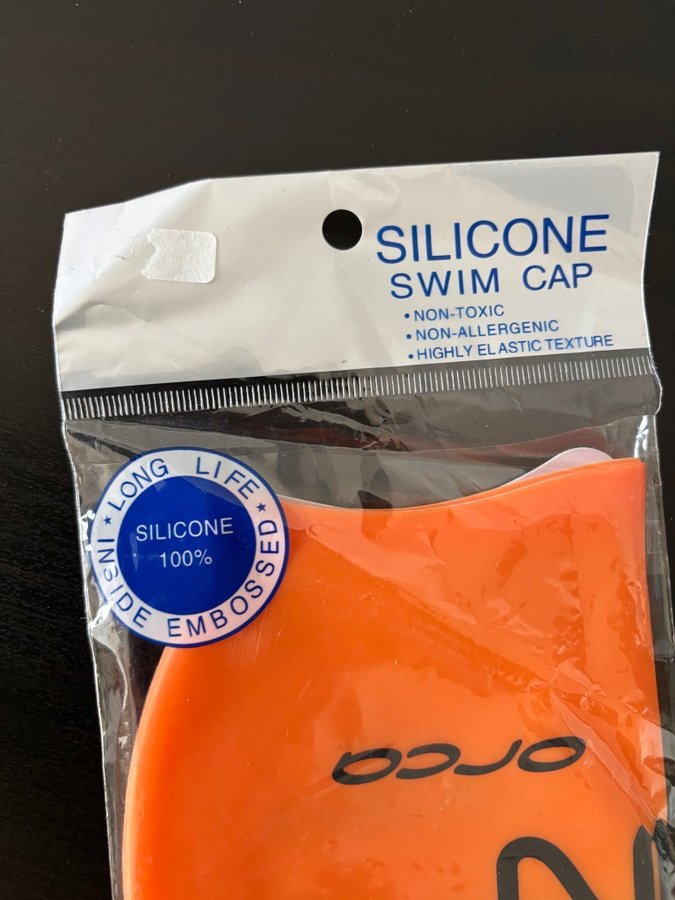 SILICONE
SWIM CAP
• NON-TOXIC
• NON-ALLERGENIC
• HIGHLY ELASTIC TEXTURE
★ LONG LIFE ★
INSIDE EMBOSSED
SILICONE
100%
orca